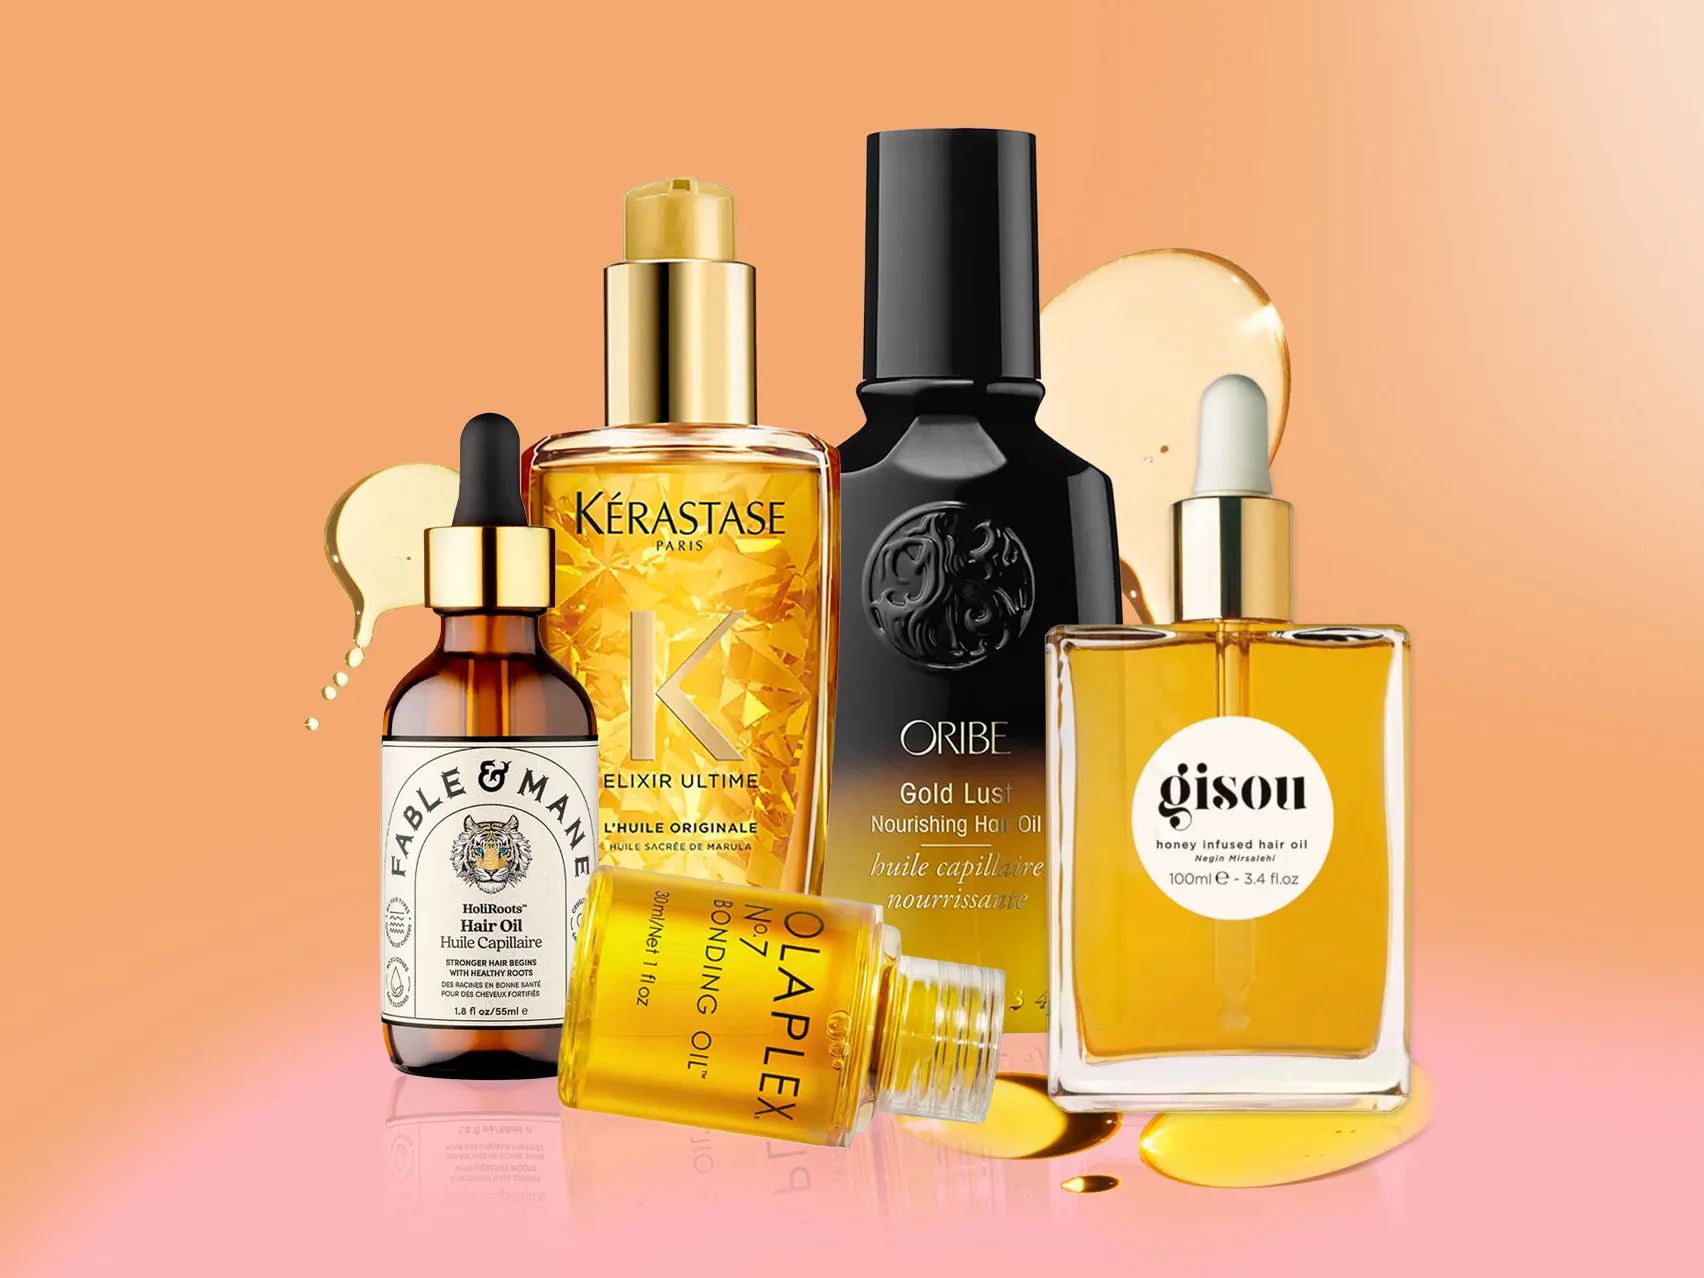 FABLE & MANE
HoliRoots™
Hair Oil
Huile Capillaire
STRONGER HAIR BEGINS
WITH HEALTHY ROOTS
DES RACINES EN BONNE SANTÉ
POUR DES CHEVEUX FORTIFIÉS
1.8 fl oz/55ml e
KÉRASTASE
PARIS
K
ELIXIR ULTIME
L'HUILE ORIGINALE
HUILE SACRÉE DE MARULA
OLAPLEX
No.7
BONDING OIL™
30ml/Net 1 fl oz
ORIBE
Gold Lust
Nourishing Hair Oil
huile capillaire
nourrissante
3 4
gisou
honey infused hair oil
Negin Mirsalehi
100ml e - 3.4 fl.oz